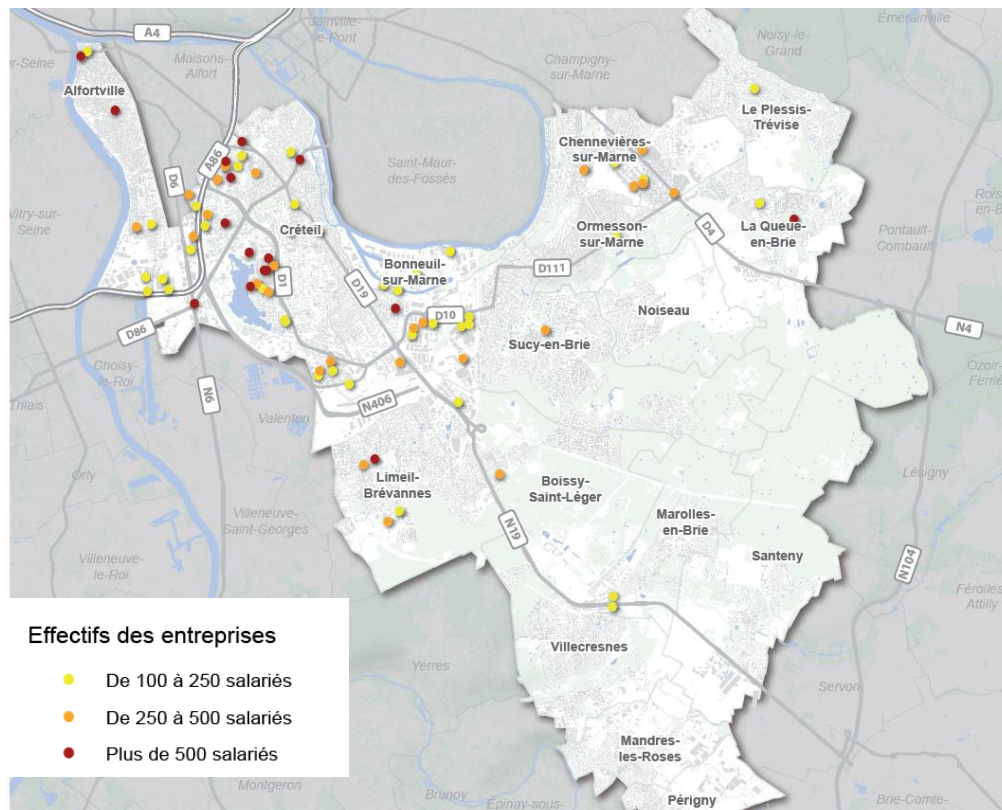 A4
Joinville-
le-Pont
Émerainville
Noisy-le-
Grand
ur-Seine
Maisons-
Alfort
Champigny-
sur-Marne
Alfortville
Le Plessis-
Trévise
A86
Chennevières-
sur-Marne
D6
Saint-Maur-
des-Fossés
Vitry-sur-
Seine
Créteil
Ormesson-
sur-Marne
D4
La Queue-
en-Brie
Pontault-
Combault
Bonneuil-
sur-Marne
D1
D19
D111
Noiseau
D10
N4
D86
Sucy-en-Brie
Choisy-
le-Roi
Thiais
N6
Valenton
N406
Orly
Limeil-
Brévannes
Boissy-
Saint-Léger
Lésigny
Villeneuve-
Saint-Georges
Marolles-
en-Brie
N19
Villeneuve-
le-Roi
Santeny
N104
Férolles-
Attilly
Effectifs des entreprises
De 100 à 250 salariés
De 250 à 500 salariés
Plus de 500 salariés
Villecresnes
Yerres
Servon
Mandres-
les-Roses
Montgeron
Brunoy
Épinay-sous-
Périgny
Brie-Comte-